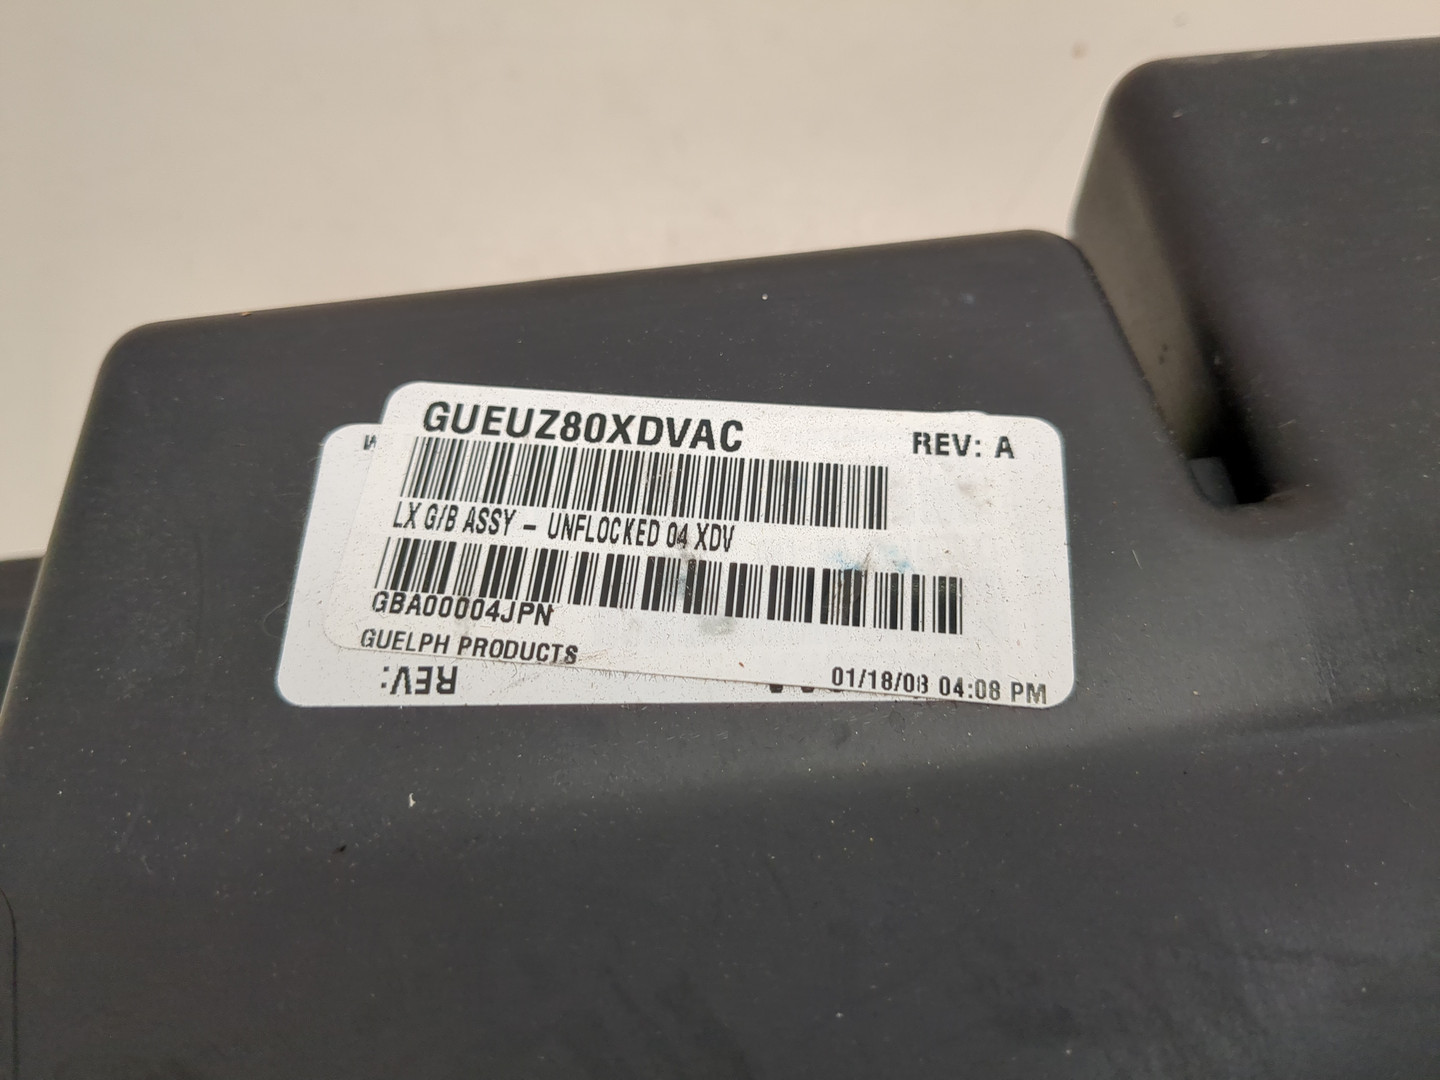 GUEUZ80XDVAC
REV: A
LX G/B ASSY - UNFLOCKED 04 XDV
GBA00004JPN
GUELPH PRODUCTS
01/18/08 04:08 PM
REV: